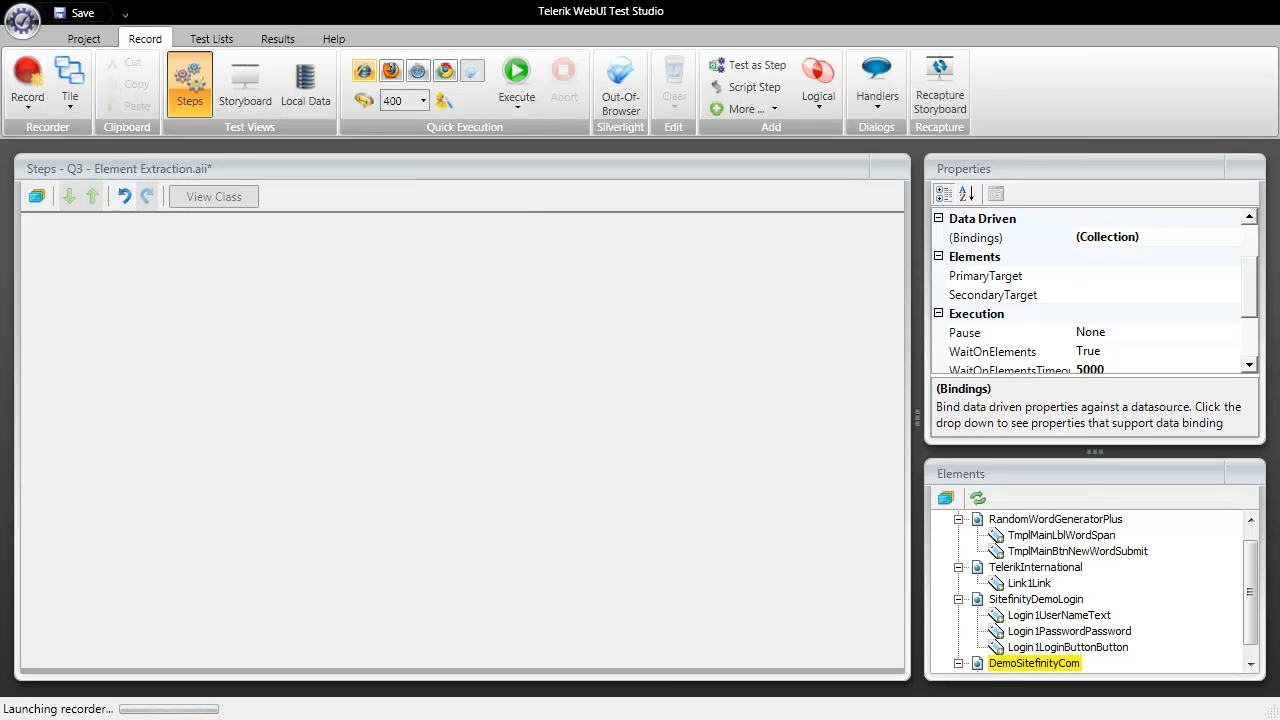 Save
Telerik WebUI Test Studio
Project
Record
Test Lists
Results
Help
Record
Tile
Recorder
Cut
Copy
Paste
Clipboard
Steps
Storyboard
Local Data
Test Views
400
Execute
Abort
Quick Execution
Out-Of-
Browser
Silverlight
Clear
Edit
Test as Step
Script Step
More ...
Logical
Add
Handlers
Dialogs
Recapture
Storyboard
Recapture
Steps - Q3 - Element Extraction.aii*
View Class
Properties
Data Driven
(Bindings) (Collection)
Elements
PrimaryTarget
SecondaryTarget
Execution
Pause None
WaitOnElements True
WaitOnElementsTimeou 5000
(Bindings)
Bind data driven properties against a datasource. Click the
drop down to see properties that support data binding
Elements
RandomWordGeneratorPlus
TmplMainLblWordSpan
TmplMainBtnNewWordSubmit
TelerikInternational
Link1Link
SitefinityDemoLogin
Login1UserNameText
Login1PasswordPassword
Login1LoginButtonButton
DemoSitefinityCom
Launching recorder...